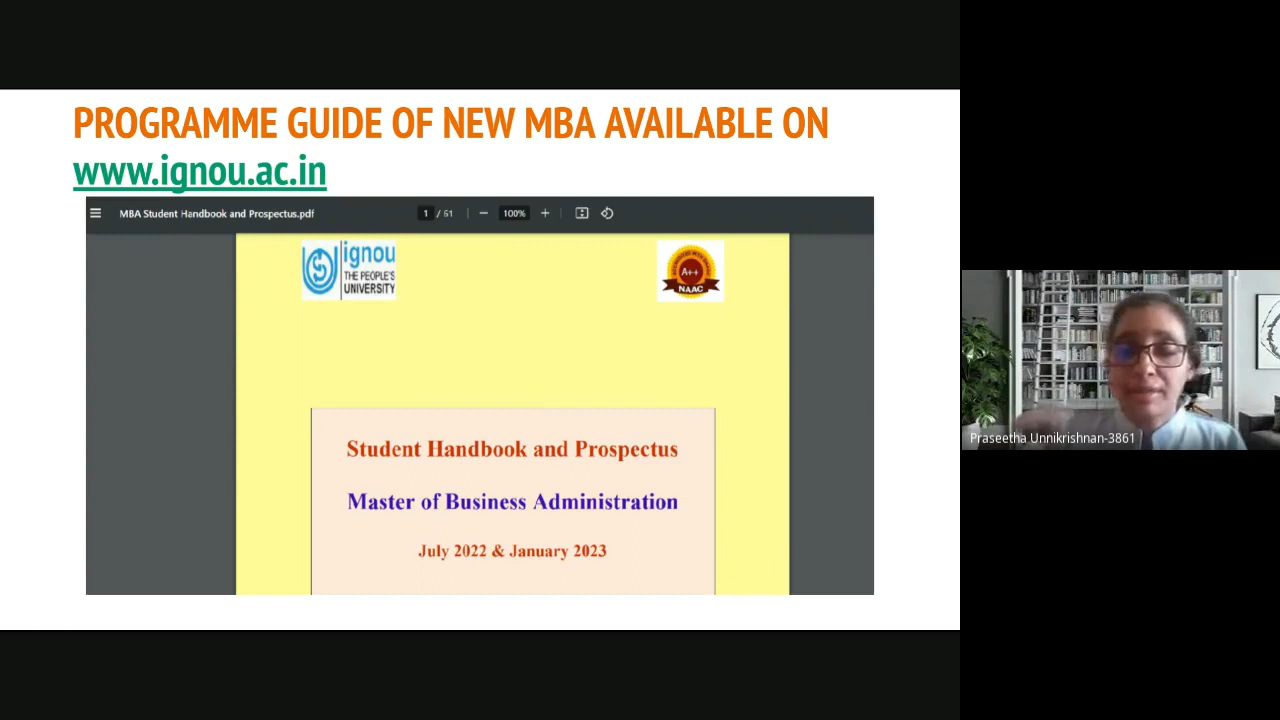 PROGRAMME GUIDE OF NEW MBA AVAILABLE ON
www.ignou.ac.in
MBA Student Handbook and Prospectus.pdf
1 / 51
100%
ignou
THE PEOPLE'S
UNIVERSITY
A++
NAAC
Student Handbook and Prospectus
Master of Business Administration
July 2022 & January 2023
Praseetha Unnikrishnan-3861